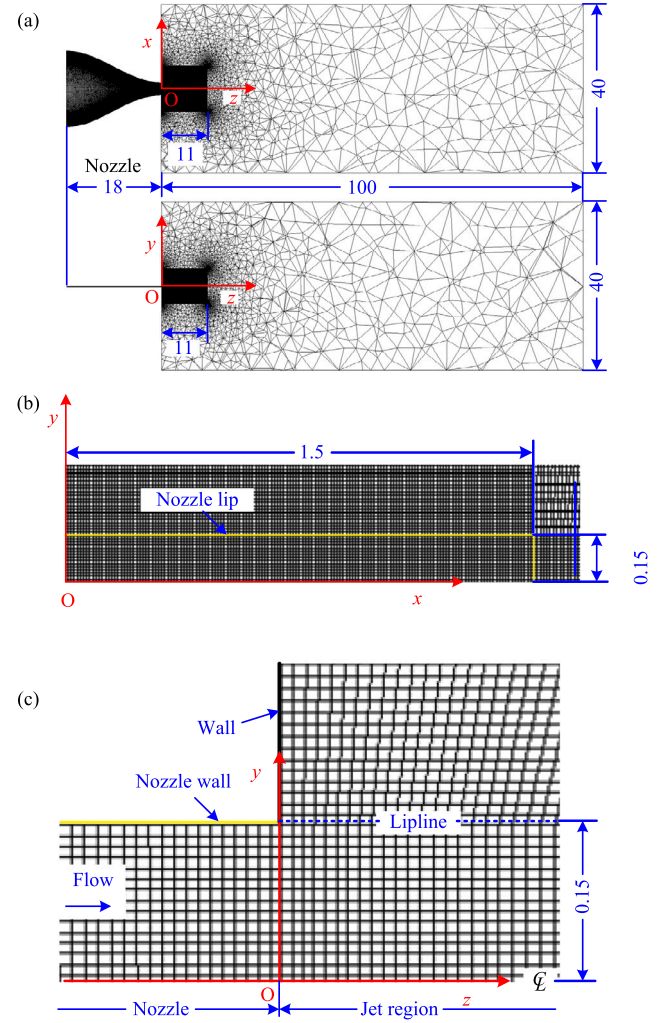 (a)
x
O
z
11
40
Nozzle
18
100
y
O
z
11
40
(b)
y
1.5
Nozzle lip
0.15
O
x
(c)
Wall
y
Nozzle wall
Lipline
Flow
0.15
℄
O
z
Nozzle
Jet region